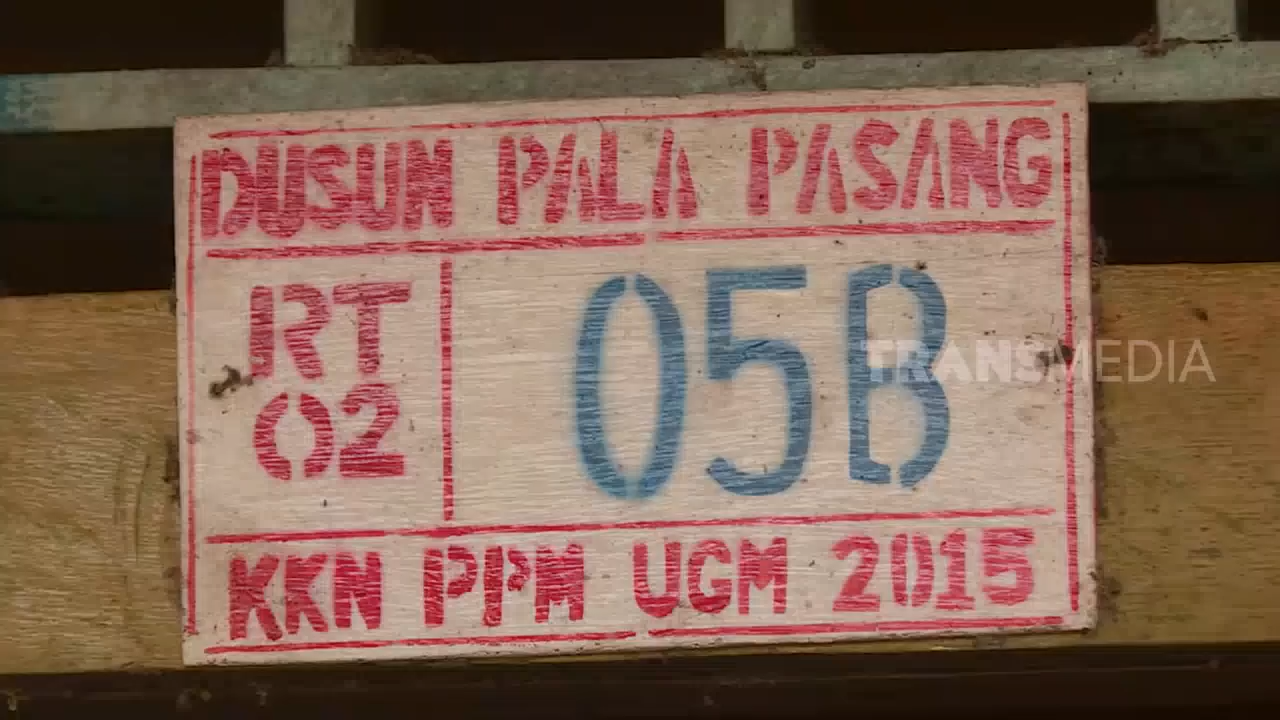 DUSUN PALA PASANG
RT
02
05B
TRANSMEDIA
KKN PPM UGM 2015